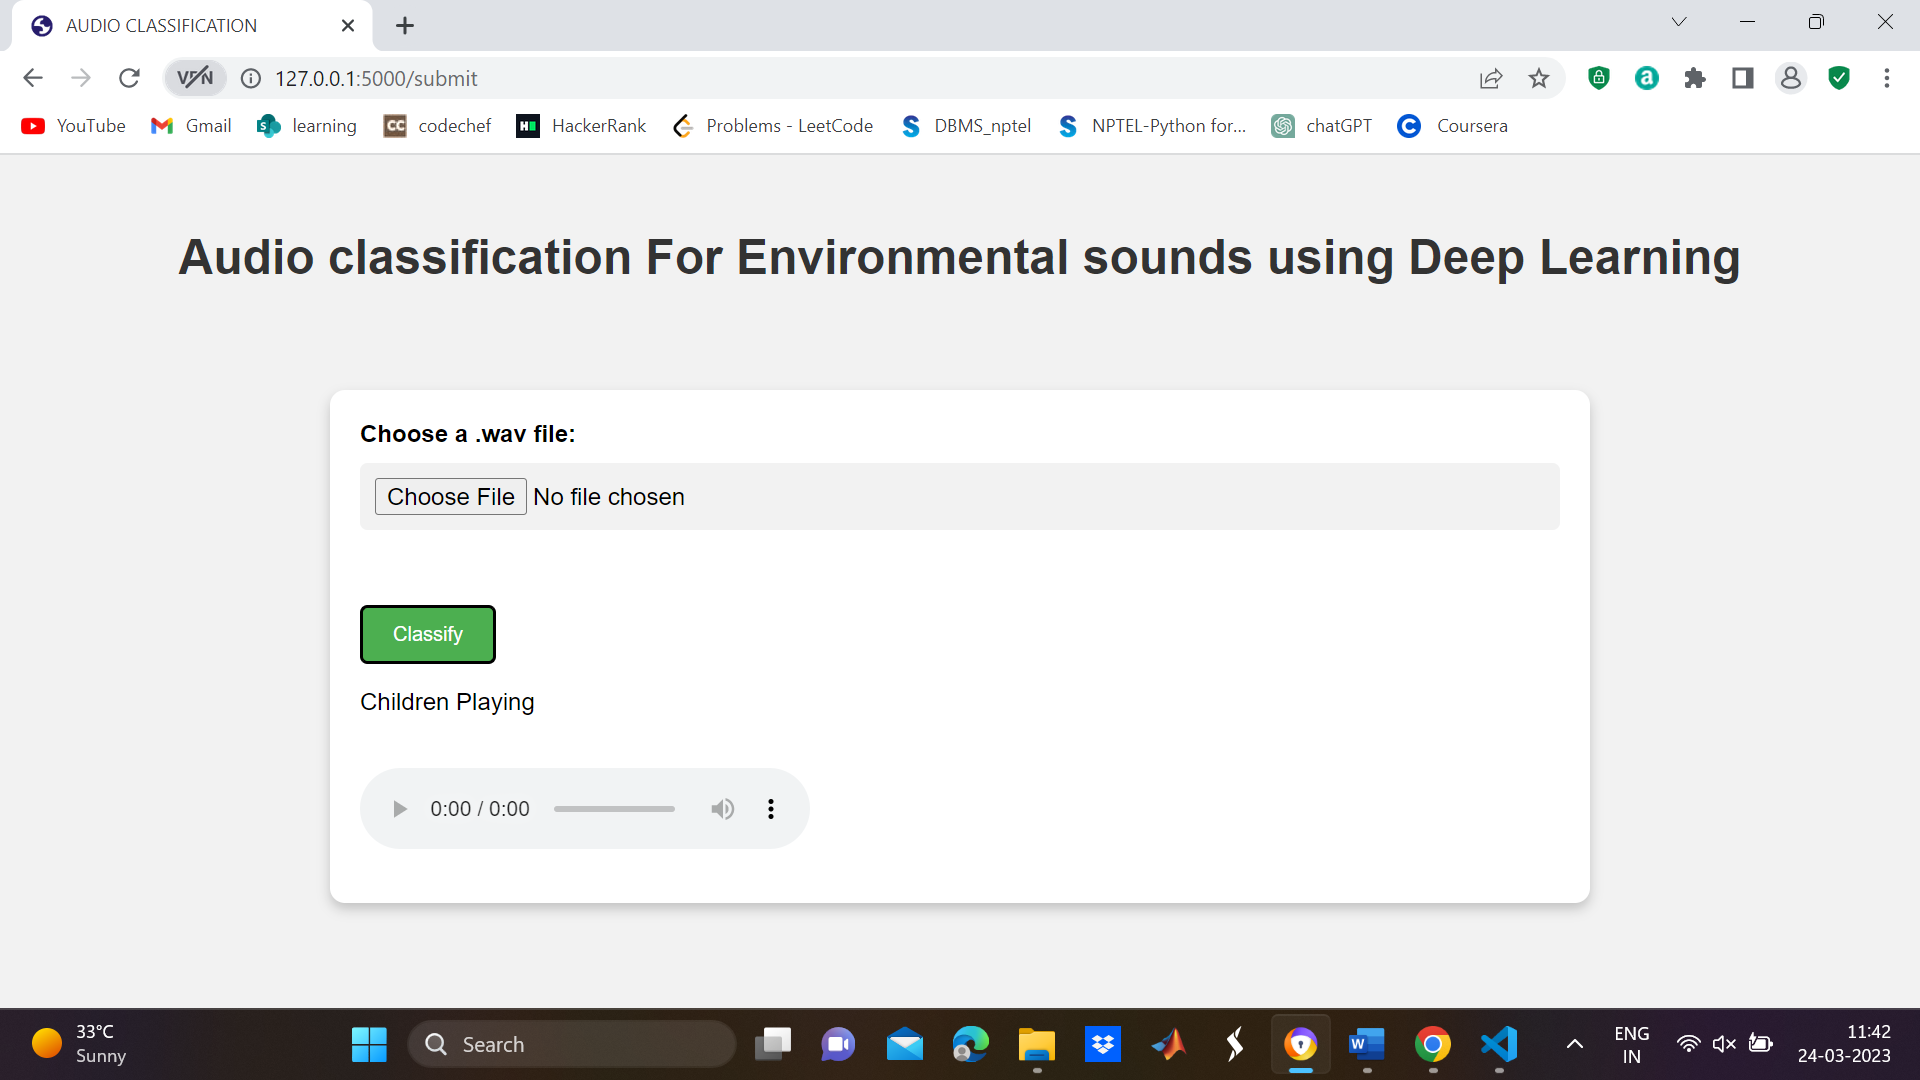 AUDIO CLASSIFICATION
VPN 127.0.0.1:5000/submit
YouTube Gmail learning codechef HackerRank Problems - LeetCode DBMS_nptel NPTEL-Python for... chatGPT Coursera
Audio classification For Environmental sounds using Deep Learning
Choose a .wav file:
Choose File No file chosen
Classify
Children Playing
0:00 / 0:00
33°C
Sunny
Search
ENG
IN
11:42
24-03-2023